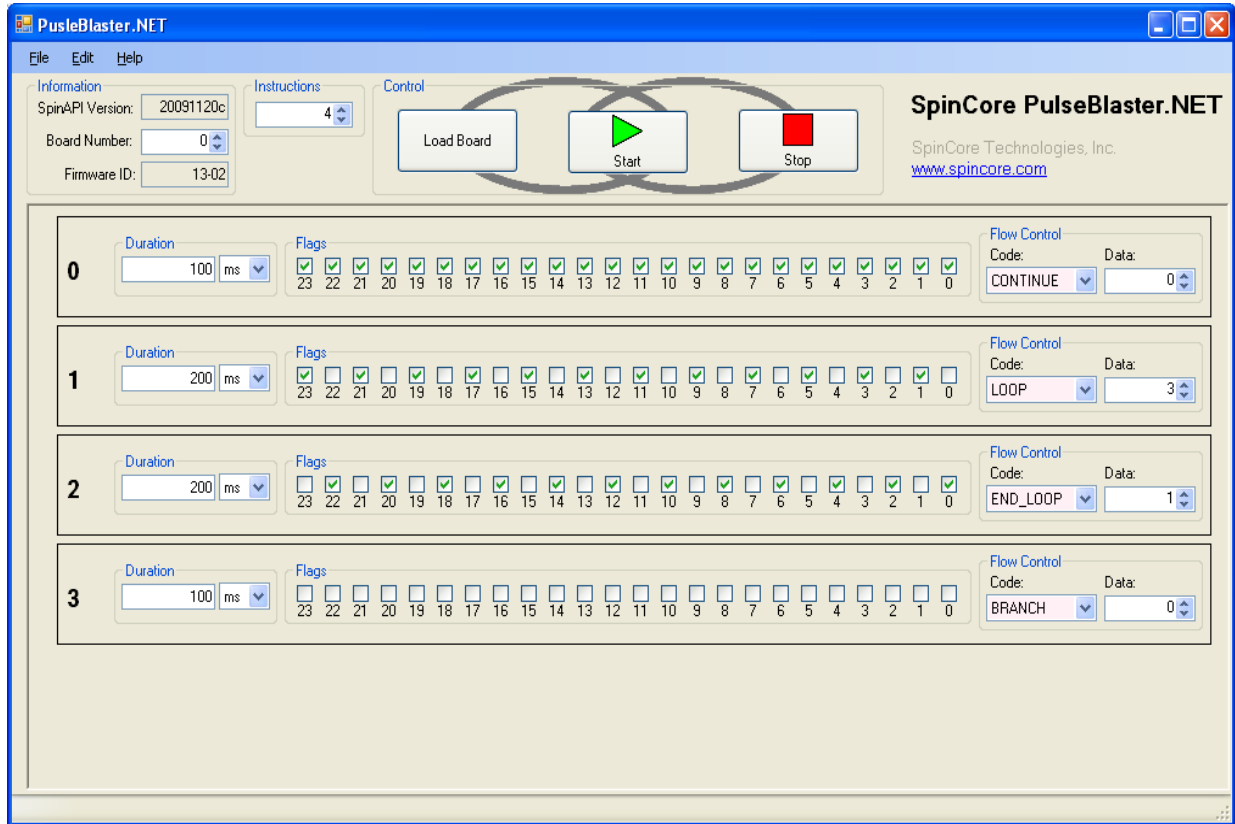 PusleBlaster.NET
File Edit Help
Information
SpinAPI Version: 20091120c
Board Number: 0
Firmware ID: 13-02
Instructions
4
Control
Load Board
Start
Stop
SpinCore PulseBlaster.NET
SpinCore Technologies, Inc.
www.spincore.com
0
Duration
100 ms
Flags
23 22 21 20 19 18 17 16 15 14 13 12 11 10 9 8 7 6 5 4 3 2 1 0
Flow Control
Code: Data:
CONTINUE 0
1
Duration
200 ms
Flags
23 22 21 20 19 18 17 16 15 14 13 12 11 10 9 8 7 6 5 4 3 2 1 0
Flow Control
Code: Data:
LOOP 3
2
Duration
200 ms
Flags
23 22 21 20 19 18 17 16 15 14 13 12 11 10 9 8 7 6 5 4 3 2 1 0
Flow Control
Code: Data:
END_LOOP 1
3
Duration
100 ms
Flags
23 22 21 20 19 18 17 16 15 14 13 12 11 10 9 8 7 6 5 4 3 2 1 0
Flow Control
Code: Data:
BRANCH 0